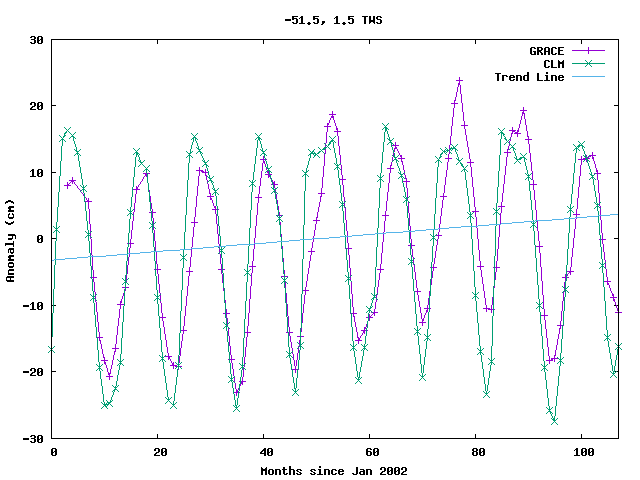 -51.5, 1.5 TWS
GRACE
CLM
Trend Line
30
20
10
0
-10
-20
-30
Anomaly (cm)
0 20 40 60 80 100
Months since Jan 2002